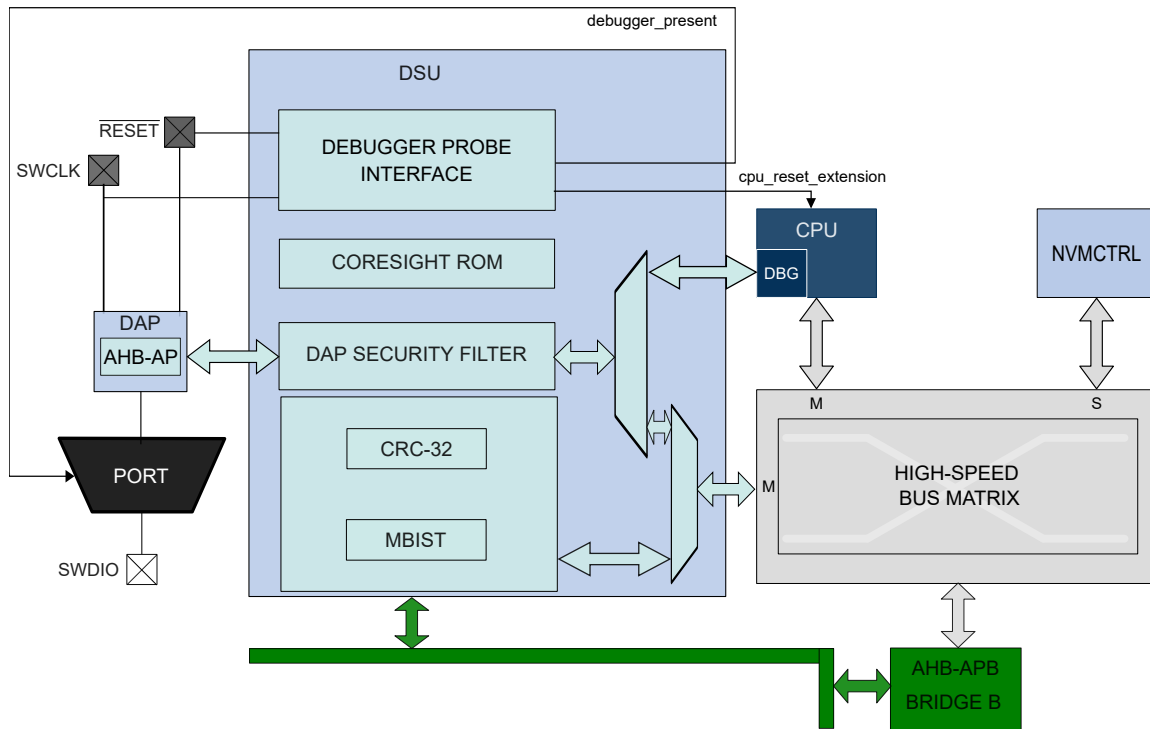 debugger_present
DSU
RESET
DEBUGGER PROBE
INTERFACE
SWCLK
cpu_reset_extension
CPU
DBG
NVMCTRL
CORESIGHT ROM
DAP
AHB-AP
DAP SECURITY FILTER
M
S
CRC-32
PORT
HIGH-SPEED
BUS MATRIX
M
MBIST
SWDIO
AHB-APB
BRIDGE B